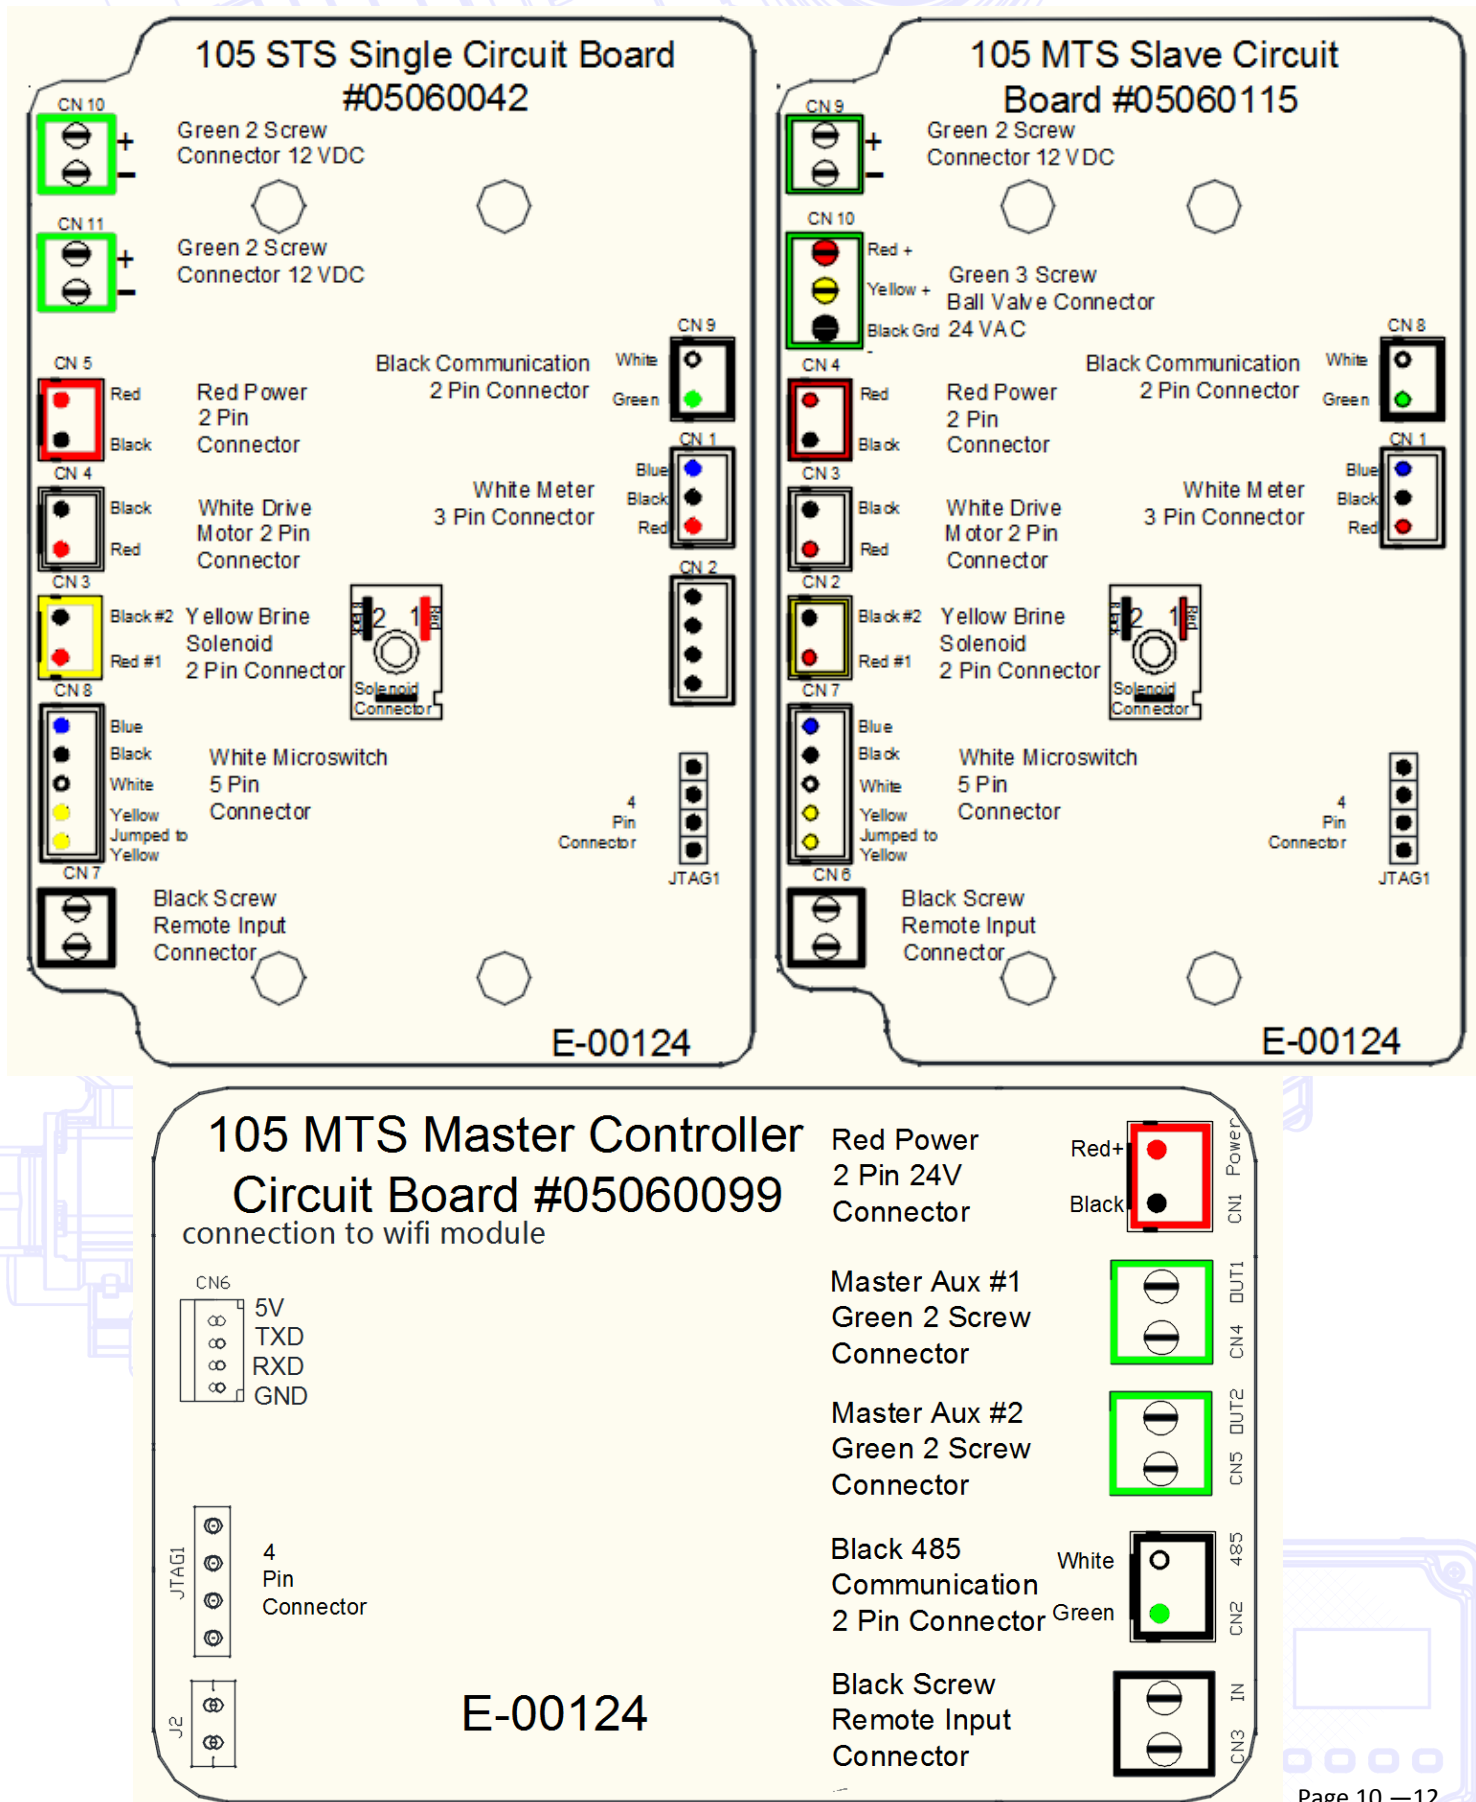 105 STS Single Circuit Board
#05060042
CN 10
+
-
Green 2 Screw
Connector 12 VDC
CN 11
+
-
Green 2 Screw
Connector 12 VDC
CN 5
Red
Black
Red Power
2 Pin
Connector
CN 4
Black
Red
White Drive
Motor 2 Pin
Connector
CN 3
Black #2
Red #1
Yellow Brine
Solenoid
2 Pin Connector
Black
2
1
Red
Solenoid
Connector
CN 8
Blue
Black
White
Yellow
Jumped to
Yellow
White Microswitch
5 Pin
Connector
CN 7
Black Screw
Remote Input
Connector
CN 9
White
Green
Black Communication
2 Pin Connector
CN 1
Blue
Black
Red
White Meter
3 Pin Connector
CN 2
4
Pin
Connector
JTAG1
E-00124
105 MTS Slave Circuit
Board #05060115
CN 9
+
-
Green 2 Screw
Connector 12 VDC
CN 10
Red +
Yellow +
Black Grd
-
Green 3 Screw
Ball Valve Connector
24 VAC
CN 4
Red
Black
Red Power
2 Pin
Connector
CN 3
Black
Red
White Drive
Motor 2 Pin
Connector
CN 2
Black #2
Red #1
Yellow Brine
Solenoid
2 Pin Connector
Black
2
1
Red
Solenoid
Connector
CN 7
Blue
Black
White
Yellow
Jumped to
Yellow
White Microswitch
5 Pin
Connector
CN 6
Black Screw
Remote Input
Connector
CN 8
White
Green
Black Communication
2 Pin Connector
CN 1
Blue
Black
Red
White Meter
3 Pin Connector
4
Pin
Connector
JTAG1
E-00124
105 MTS Master Controller
Circuit Board #05060099
connection to wifi module
CN6
5V
TXD
RXD
GND
JTAG1
4
Pin
Connector
J2
E-00124
Red Power
2 Pin 24V
Connector
Red+
Black
CN1 Power
Master Aux #1
Green 2 Screw
Connector
CN4 OUT1
Master Aux #2
Green 2 Screw
Connector
CN5 OUT2
Black 485
Communication
2 Pin Connector
White
Green
CN2 485
Black Screw
Remote Input
Connector
CN3 IN
Page 10 —12